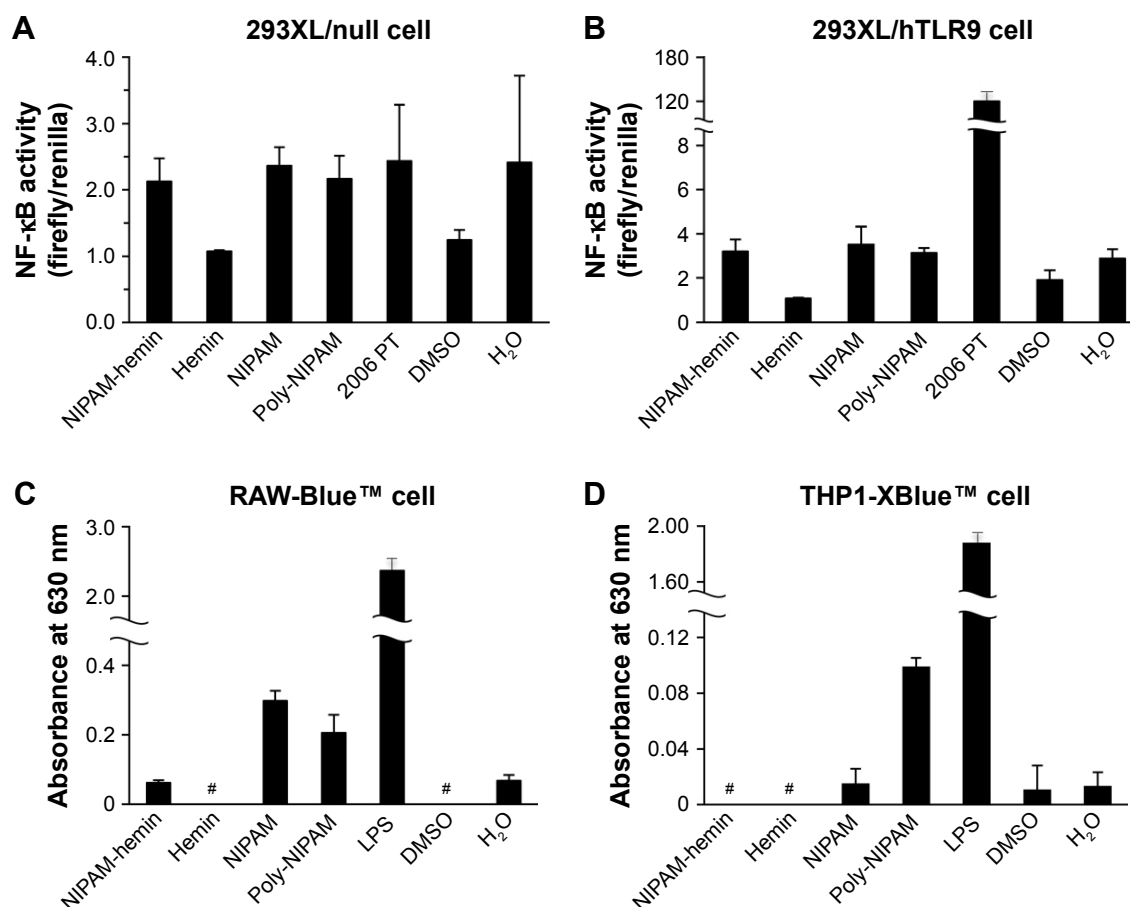 A
293XL/null cell
NF-κB activity
(firefly/renilla)
4.0
3.0
2.0
1.0
0.0
NIPAM-hemin
Hemin
NIPAM
Poly-NIPAM
2006 PT
DMSO
H₂O
B
293XL/hTLR9 cell
NF-κB activity
(firefly/renilla)
180
120
8
6
4
2
0
NIPAM-hemin
Hemin
NIPAM
Poly-NIPAM
2006 PT
DMSO
H₂O
C
RAW-Blue™ cell
Absorbance at 630 nm
3.0
2.0
0.4
0.2
0
#
#
NIPAM-hemin
Hemin
NIPAM
Poly-NIPAM
LPS
DMSO
H₂O
D
THP1-XBlue™ cell
Absorbance at 630 nm
2.00
1.60
0.12
0.08
0.04
0
#
#
NIPAM-hemin
Hemin
NIPAM
Poly-NIPAM
LPS
DMSO
H₂O